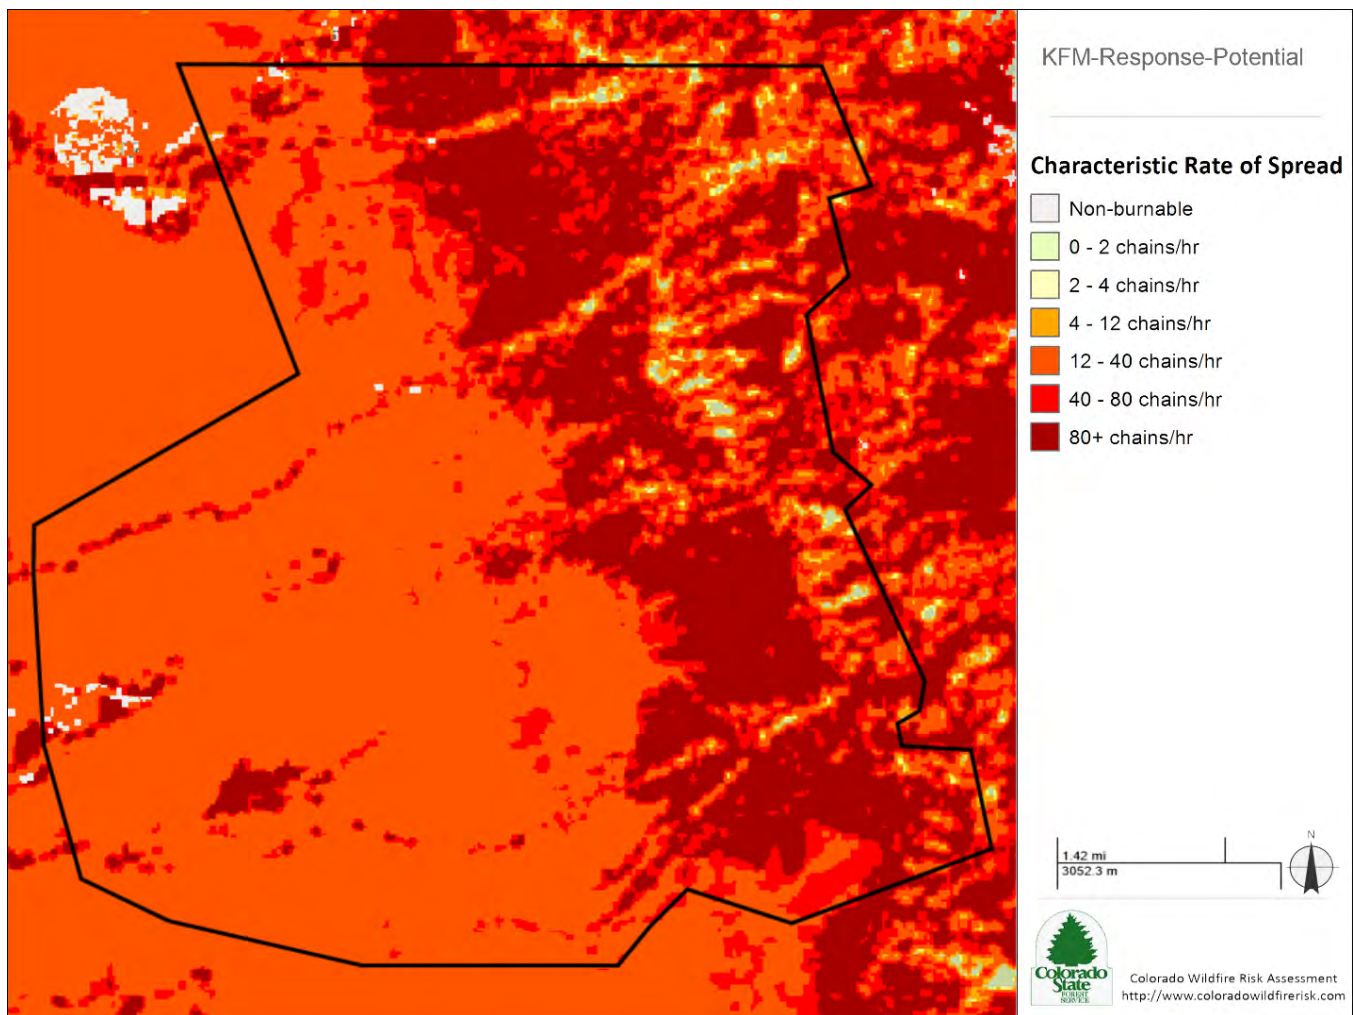 KFM-Response-Potential
Characteristic Rate of Spread
Non-burnable
0 - 2 chains/hr
2 - 4 chains/hr
4 - 12 chains/hr
12 - 40 chains/hr
40 - 80 chains/hr
80+ chains/hr
N
1.42 mi
3052.3 m
Colorado
State
FOREST
SERVICE
Colorado Wildfire Risk Assessment
http://www.coloradowildfirerisk.com